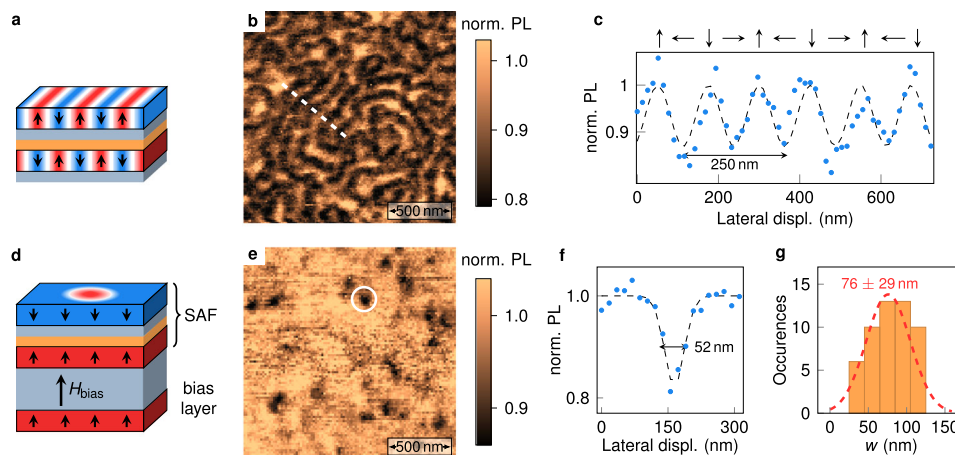 a
b
norm. PL
1.0
0.9
0.8
500 nm
c
norm. PL
1
0.9
250 nm
0
200
400
600
Lateral displ. (nm)
d
SAF
Hbias
bias
layer
e
norm. PL
1.0
0.9
500 nm
f
norm. PL
1.0
0.8
52 nm
0
150
300
Lateral displ. (nm)
g
76 ± 29 nm
Occurences
15
10
5
0
0
50
100
150
w (nm)